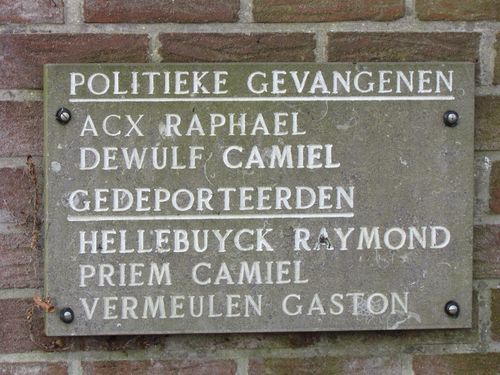 POLITIEKE GEVANGENEN
ACX RAPHAEL
DEWULF CAMIEL
GEDEPORTEERDEN
HELLEBUYCK RAYMOND
PRIEM CAMIEL
VERMEULEN GASTON